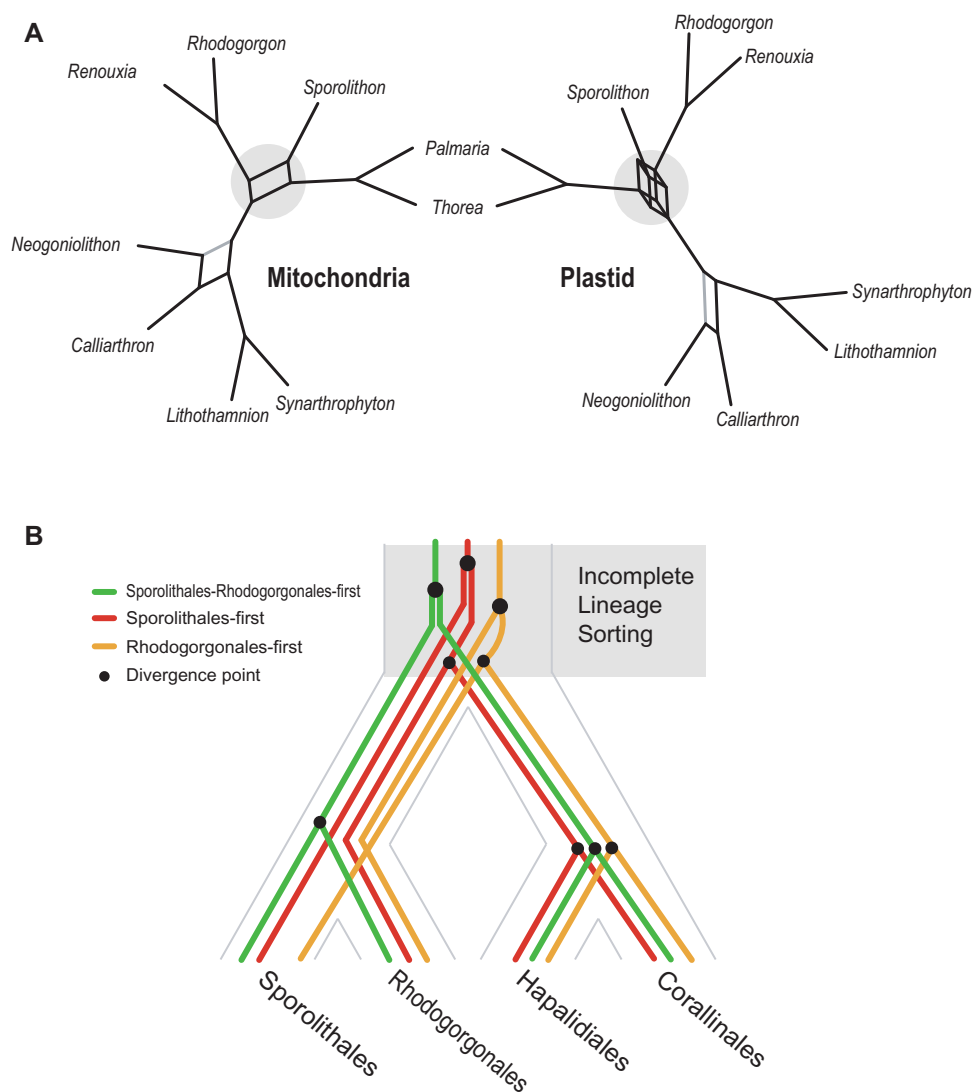 A
Rhodogorgon
Renouxia
Sporolithon
Palmaria
Thorea
Neogoniolithon
Mitochondria
Calliarthron
Lithothamnion
Synarthrophyton
Rhodogorgon
Renouxia
Sporolithon
Plastid
Synarthrophyton
Lithothamnion
Neogoniolithon
Calliarthron
B
Sporolithales-Rhodogorgonales-first
Sporolithales-first
Rhodogorgonales-first
Divergence point
Incomplete
Lineage
Sorting
Sporolithales
Rhodogorgonales
Hapalidiales
Corallinales